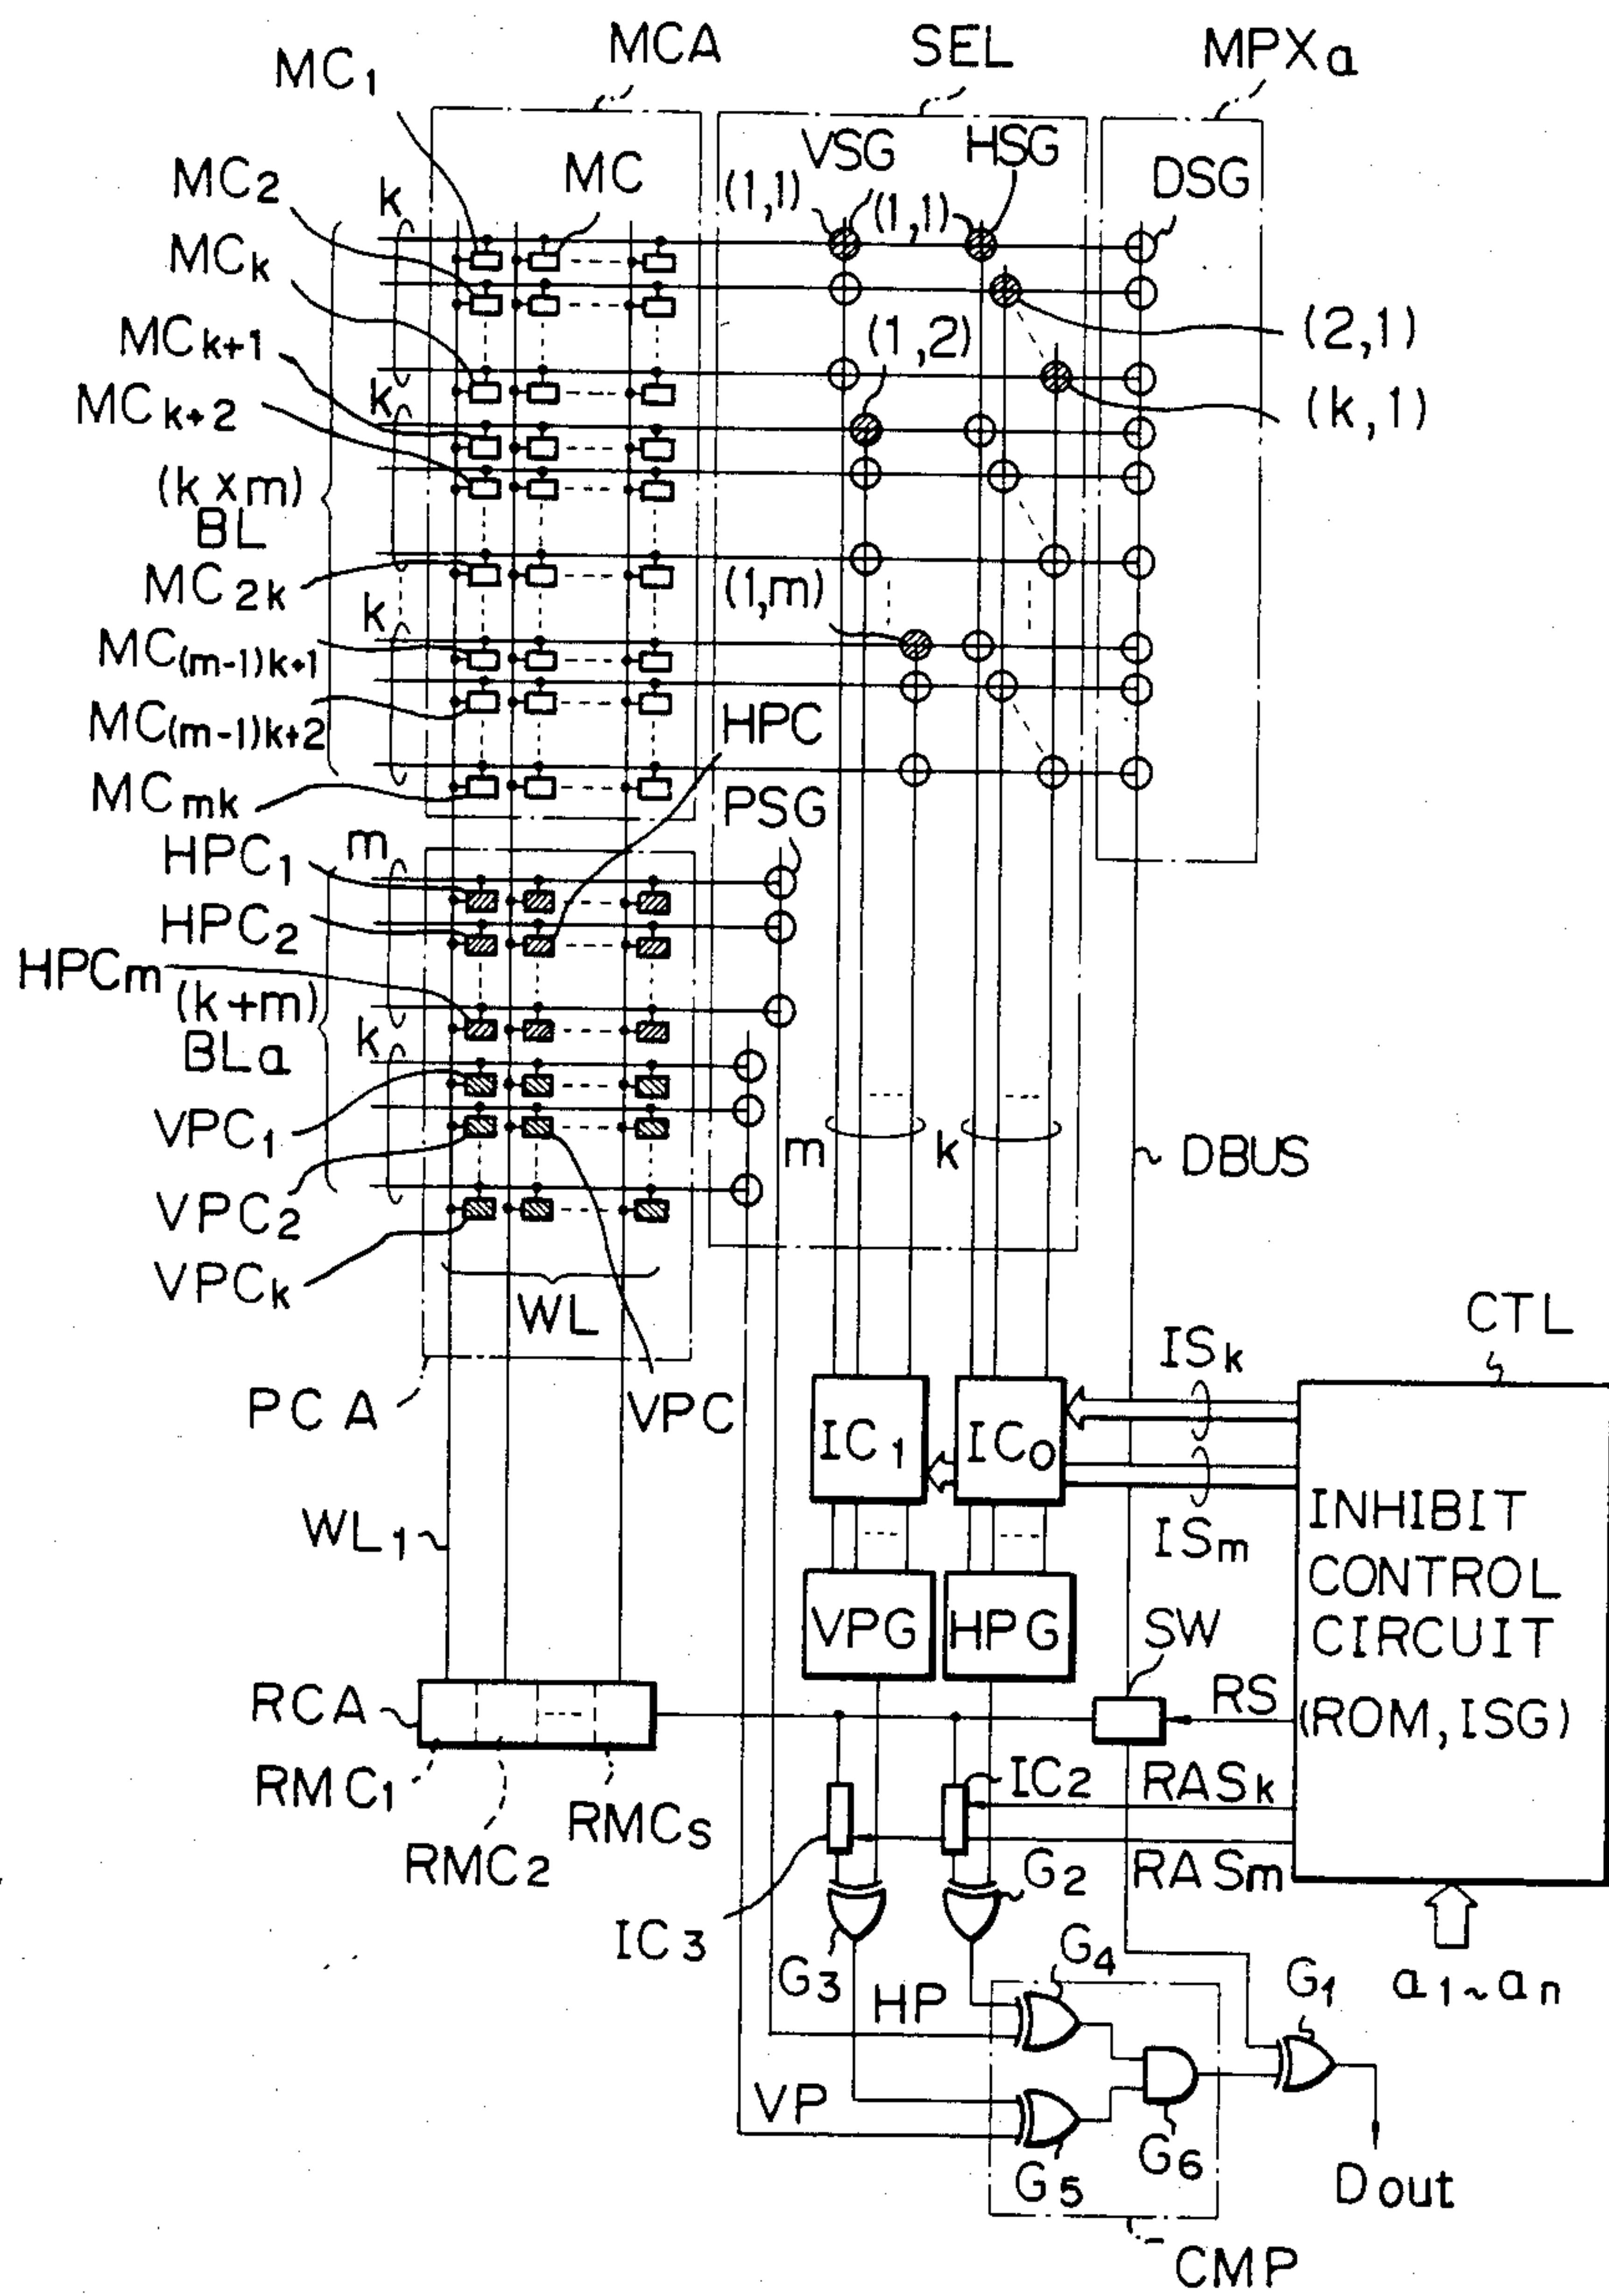 MCA SEL MPXa
MC1
VSG HSG
MC2 k MC (1,1) (1,1) DSG
MCk
MCk+1 (1,2) (2,1)
MCk+2 k (k,1)
(k×m)
BL
MC2k (1,m)
k
MC(m-1)k+1
MC(m-1)k+2 HPC
MCmk PSG
HPC1 m
HPC2
HPCm (k+m)
BLa k
VPC1 m k DBUS
VPC2
VPCk WL
CTL
ISk
PCA VPC
IC1 IC0
WL1 ISm INHIBIT
CONTROL
VPG HPG SW CIRCUIT
RCA RS (ROM,ISG)
RMC1 IC2 RASk
RMCs
RMC2 G2 RASm
IC3
G3 HP G4 G1 a1~an
VP
G5 G6 Dout
CMP